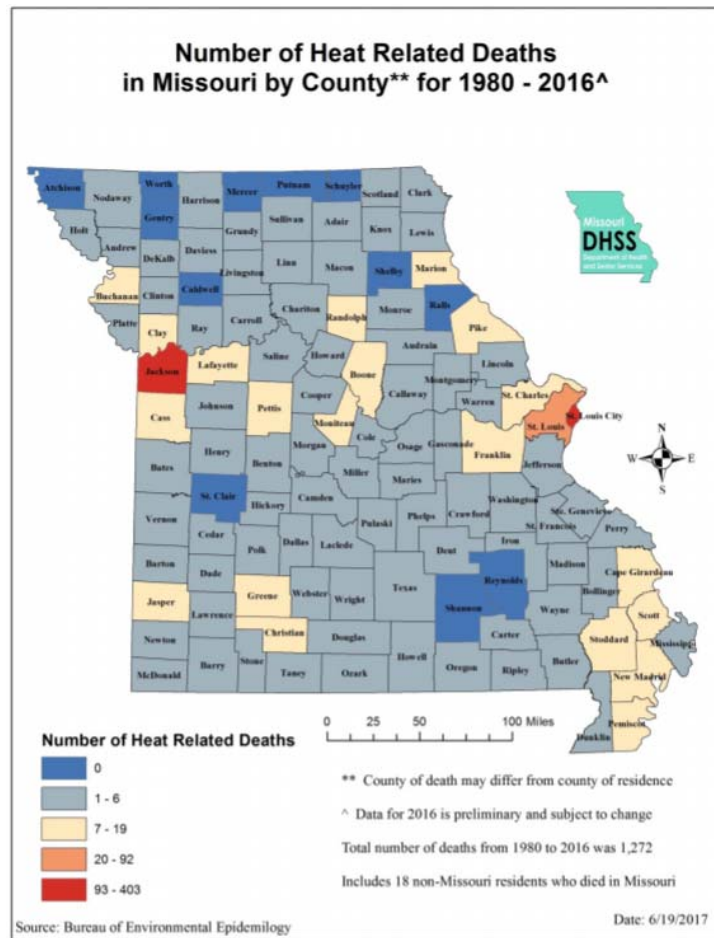 Number of Heat Related Deaths
in Missouri by County** for 1980 - 2016^
Atchison
Nodaway
Worth
Gentry
Harrison
Mercer
Putnam
Schuyler
Scotland
Clark
Holt
Andrew
DeKalb
Daviess
Grundy
Sullivan
Adair
Knox
Lewis
Buchanan
Clinton
Caldwell
Livingston
Linn
Macon
Shelby
Marion
Platte
Clay
Ray
Carroll
Chariton
Randolph
Monroe
Ralls
Pike
Jackson
Lafayette
Saline
Howard
Boone
Audrain
Callaway
Montgomery
Lincoln
Warren
St. Charles
St. Louis
St. Louis City
Cass
Johnson
Pettis
Cooper
Moniteau
Cole
Osage
Gasconade
Franklin
Jefferson
Bates
Henry
Benton
Morgan
Miller
Maries
St. Clair
Hickory
Camden
Pulaski
Phelps
Crawford
Washington
St. Francois
Ste. Genevieve
Perry
Vernon
Cedar
Polk
Dallas
Laclede
Dent
Iron
Madison
Bollinger
Cape Girardeau
Barton
Dade
Greene
Webster
Wright
Texas
Shannon
Reynolds
Wayne
Scott
Jasper
Lawrence
Christian
Douglas
Howell
Carter
Butler
Stoddard
Mississippi
Newton
McDonald
Barry
Stone
Taney
Ozark
Oregon
Ripley
New Madrid
Dunklin
Pemiscot
Missouri
DHSS
Department of Health
and Senior Services
N
W
E
S
0 25 50 100 Miles
Number of Heat Related Deaths
0
1 - 6
7 - 19
20 - 92
93 - 403
** County of death may differ from county of residence
^ Data for 2016 is preliminary and subject to change
Total number of deaths from 1980 to 2016 was 1,272
Includes 18 non-Missouri residents who died in Missouri
Source: Bureau of Environmental Epidemilogy
Date: 6/19/2017